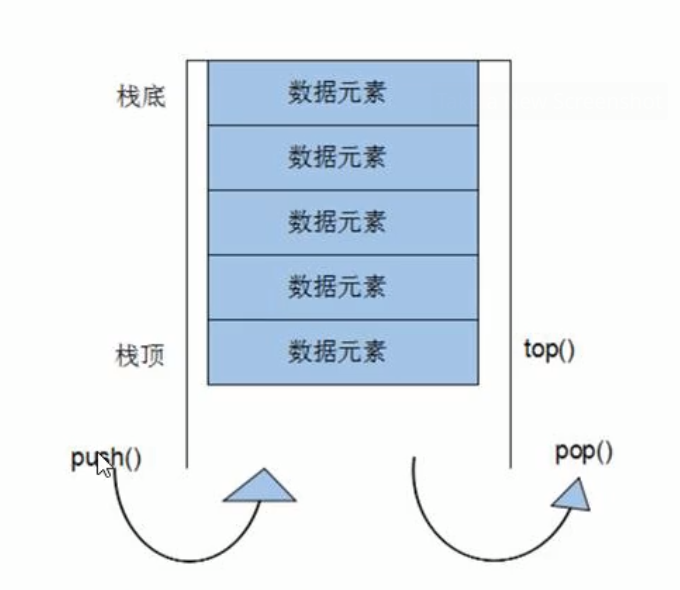 栈底
数据元素
数据元素
数据元素
数据元素
栈顶
数据元素
top()
push()
pop()